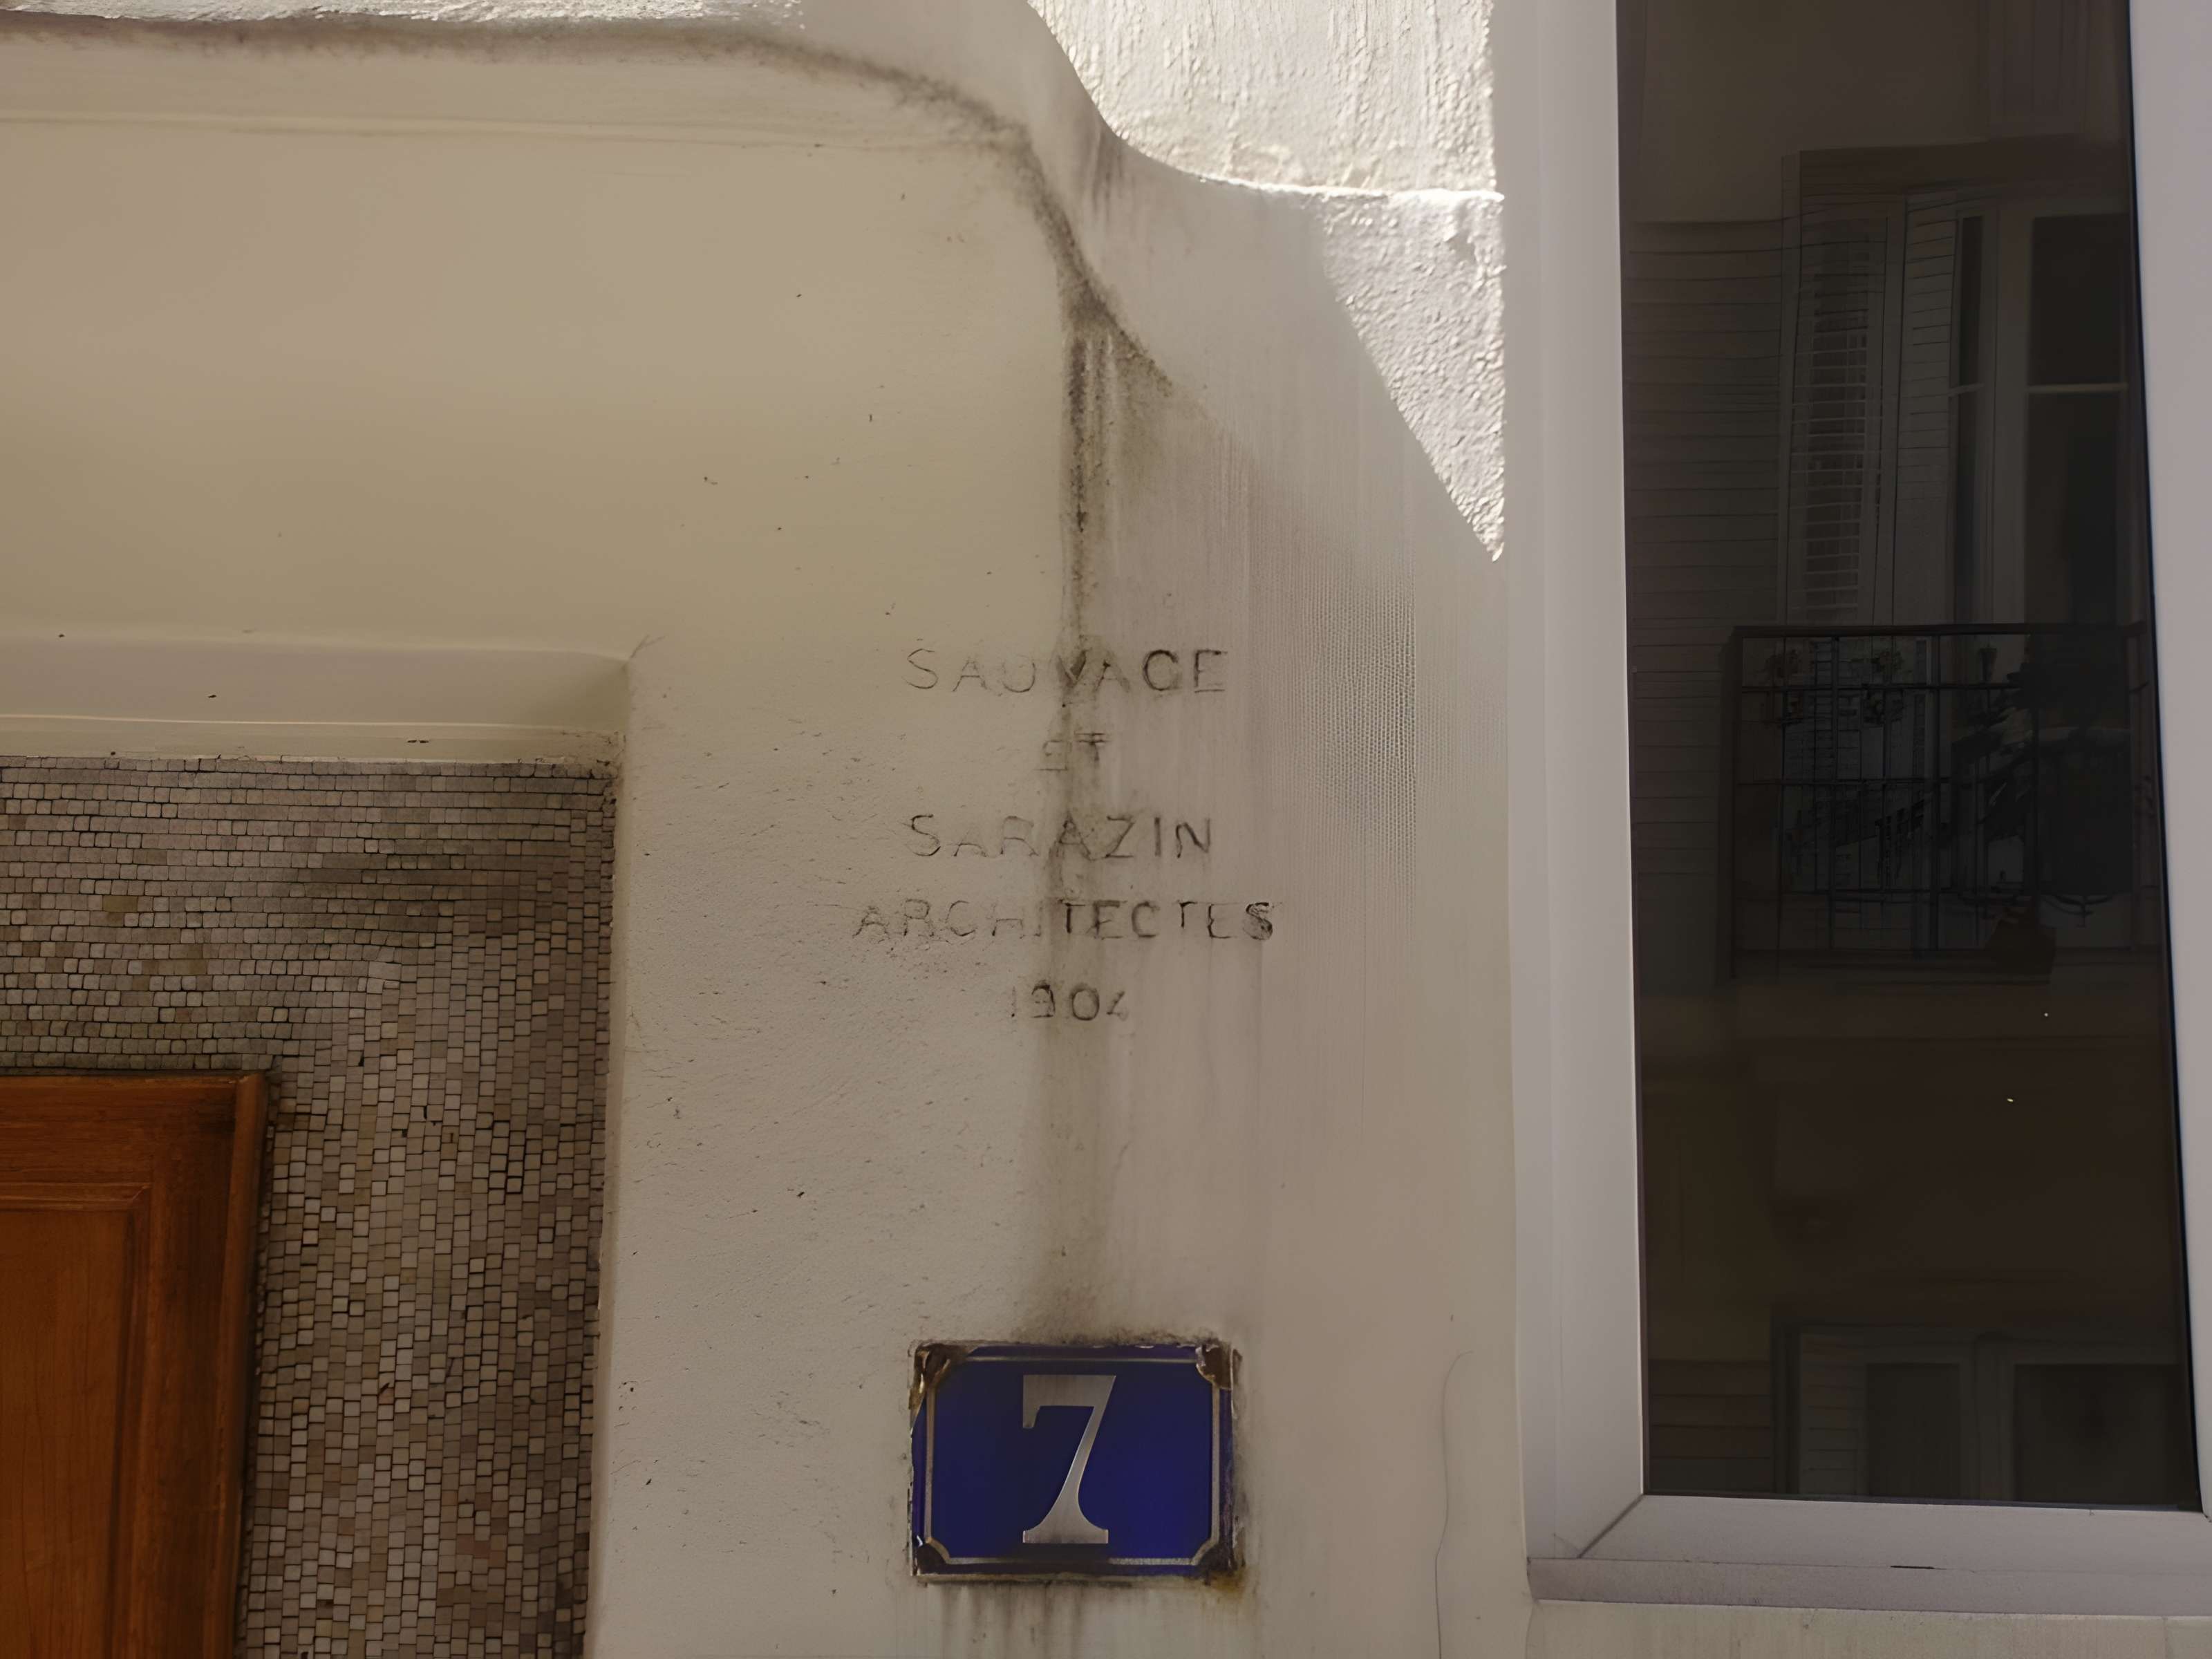 SAUVAGE
ET
SARAZIN
ARCHITECTES
1904
7